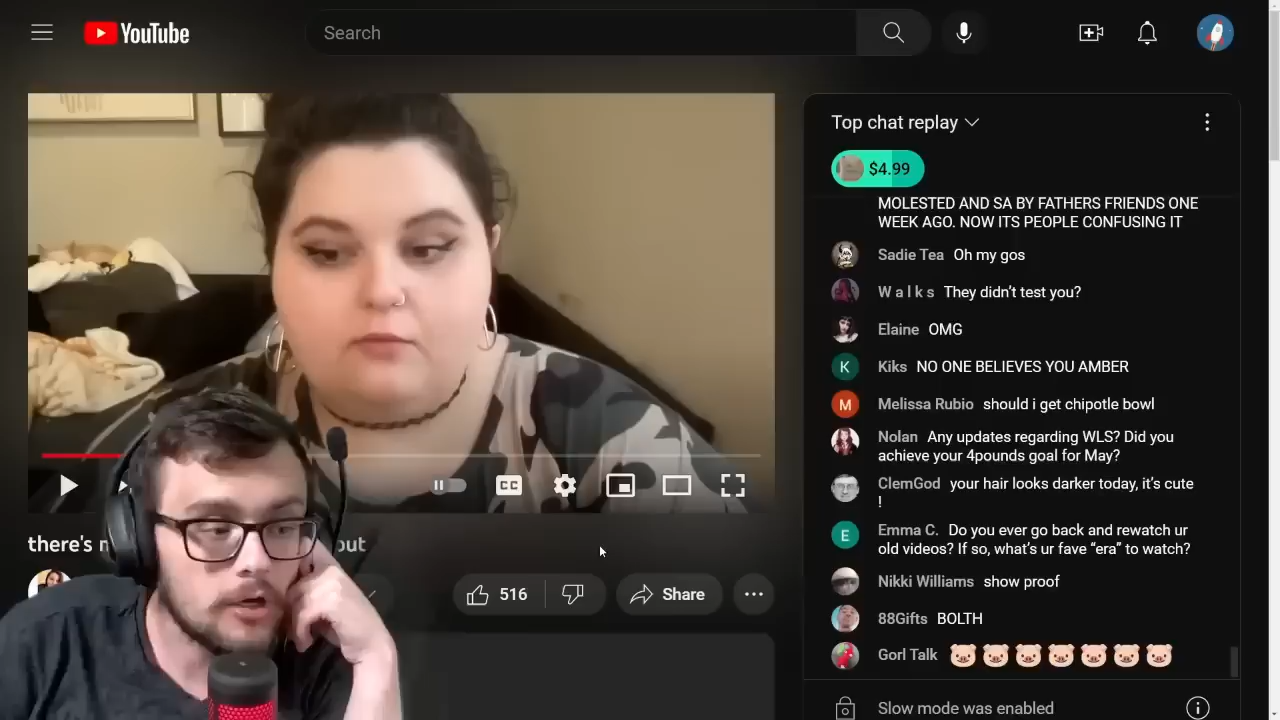 YouTube
Search
Top chat replay
$4.99
MOLESTED AND SA BY FATHERS FRIENDS ONE
WEEK AGO. NOW ITS PEOPLE CONFUSING IT
Sadie Tea Oh my gos
W a l k s They didn’t test you?
Elaine OMG
K Kiks NO ONE BELIEVES YOU AMBER
M Melissa Rubio should i get chipotle bowl
Nolan Any updates regarding WLS? Did you
achieve your 4pounds goal for May?
ClemGod your hair looks darker today, it’s cute
!
E Emma C. Do you ever go back and rewatch ur
old videos? If so, what’s ur fave “era” to watch?
Nikki Williams show proof
88Gifts BOLTH
Gorl Talk 🐷🐷🐷🐷🐷🐷🐷
Slow mode was enabled
CC
there's
516
Share